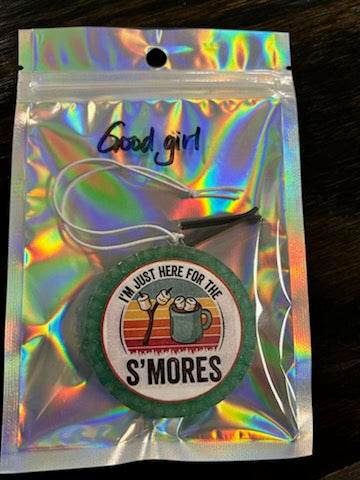 Good girl
I'M JUST HERE FOR THE
S'MORES